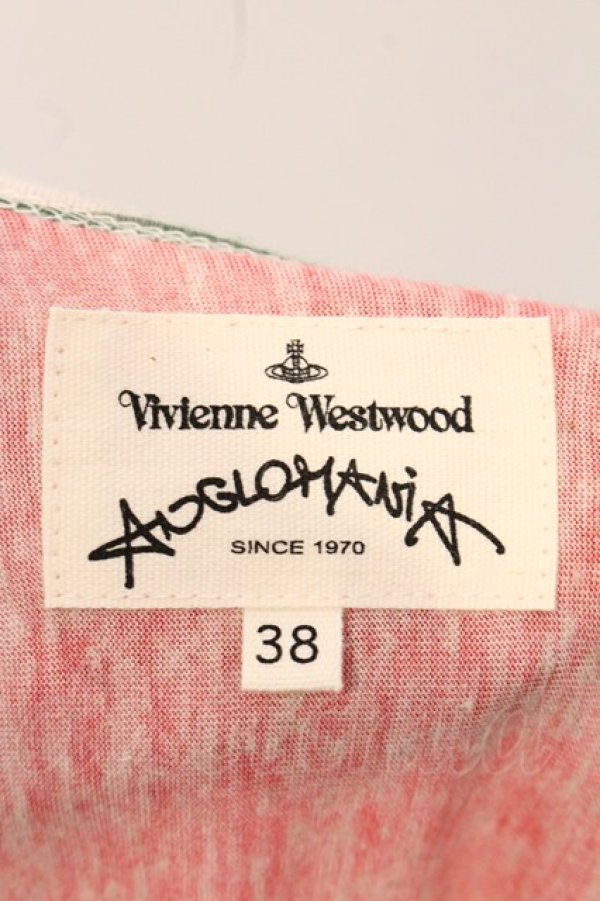 Vivienne Westwood
ANGLOMANiA
SINCE 1970
38